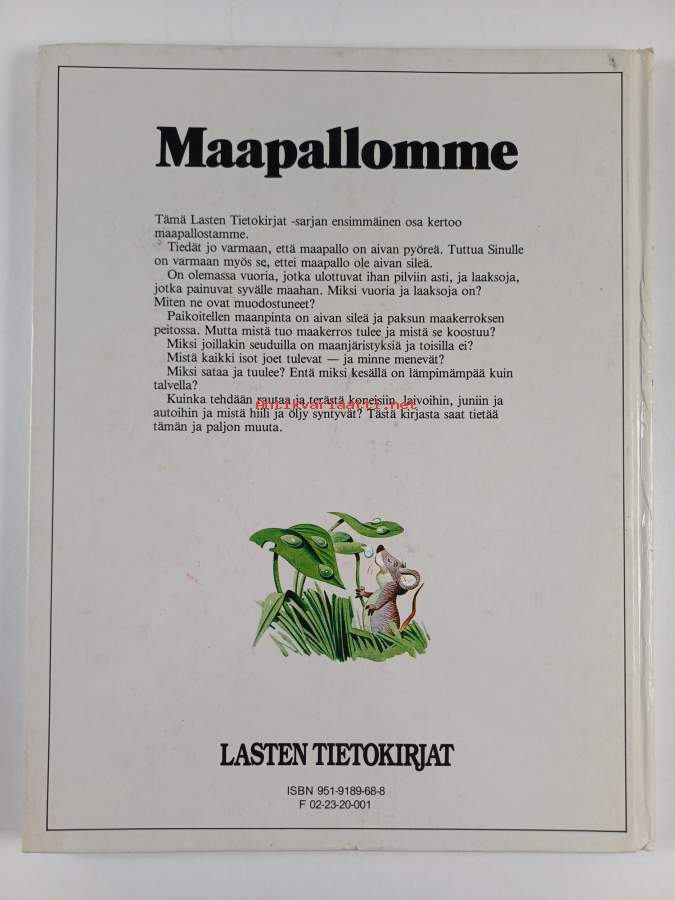 Maapallomme
Tämä Lasten Tietokirjat -sarjan ensimmäinen osa kertoo
maapallostamme.
Tiedät jo varmaan, että maapallo on aivan pyöreä. Tuttua Sinulle
on varmaan myös se, ettei maapallo ole aivan sileä.
On olemassa vuoria, jotka ulottuvat ihan pilviin asti, ja laaksoja,
jotka painuvat syvälle maahan. Miksi vuoria ja laaksoja on?
Miten ne ovat muodostuneet?
Paikoitellen maanpinta on aivan sileä ja paksun maakerroksen
peitossa. Mutta mistä tuo maakerros tulee ja mistä se koostuu?
Miksi joillakin seuduilla on maanjäristyksiä ja toisilla ei?
Mistä kaikki isot joet tulevat — ja minne menevät?
Miksi sataa ja tuulee? Entä miksi kesällä on lämpimämpää kuin
talvella?
Kuinka tehdään rautaa ja terästä koneisiin, laivoihin, juniin ja
Antikvariaatti.net
autoihin ja mistä hiili ja öljy syntyvät? Tästä kirjasta saat tietää
tämän ja paljon muuta.
LASTEN TIETOKIRJAT
ISBN 951-9189-68-8
F 02-23-20-001